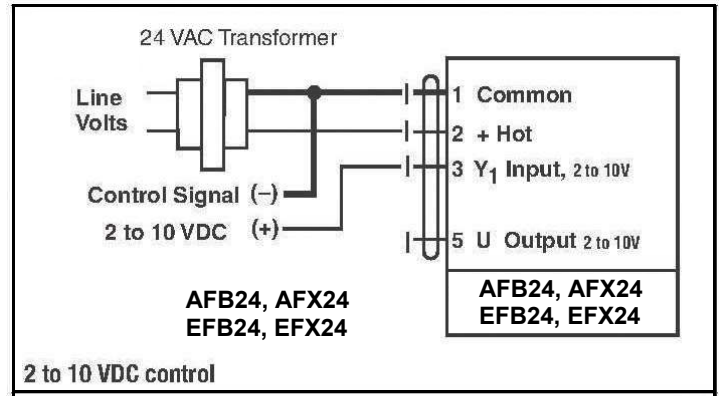 24 VAC Transformer
Line
Volts
1 Common
2 + Hot
3 Y₁ Input, 2 to 10V
Control Signal (–)
2 to 10 VDC (+)
5 U Output 2 to 10V
AFB24, AFX24
EFB24, EFX24
AFB24, AFX24
EFB24, EFX24
2 to 10 VDC control